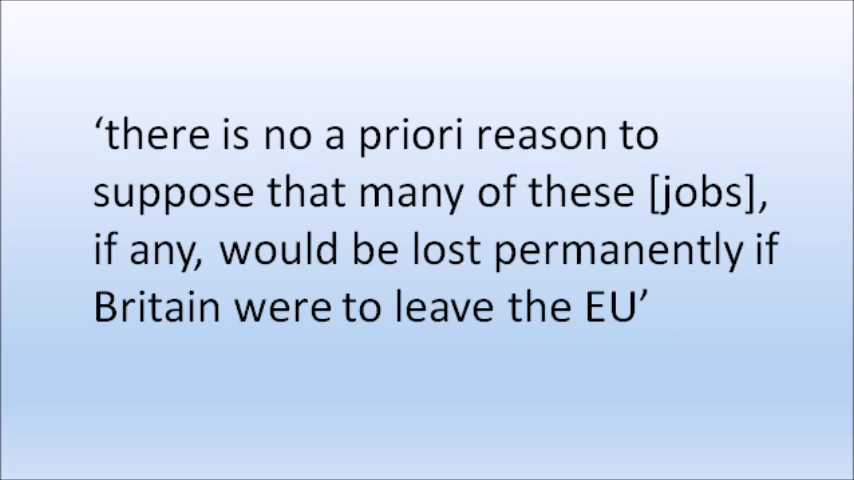 ‘there is no a priori reason to
suppose that many of these [jobs],
if any, would be lost permanently if
Britain were to leave the EU’